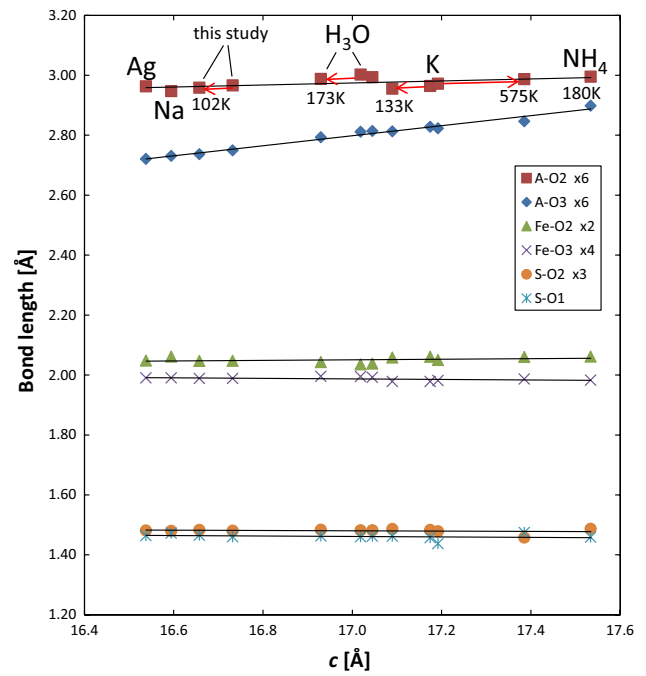 3.20
3.00
2.80
2.60
2.40
2.20
2.00
1.80
1.60
1.40
1.20
Bond length [Å]
this study
H₃O
Ag
Na
K
NH₄
102K
173K
133K
575K
180K
A-O2 x6
A-O3 x6
Fe-O2 x2
Fe-O3 x4
S-O2 x3
S-O1
16.4 16.6 16.8 17.0 17.2 17.4 17.6
c [Å]